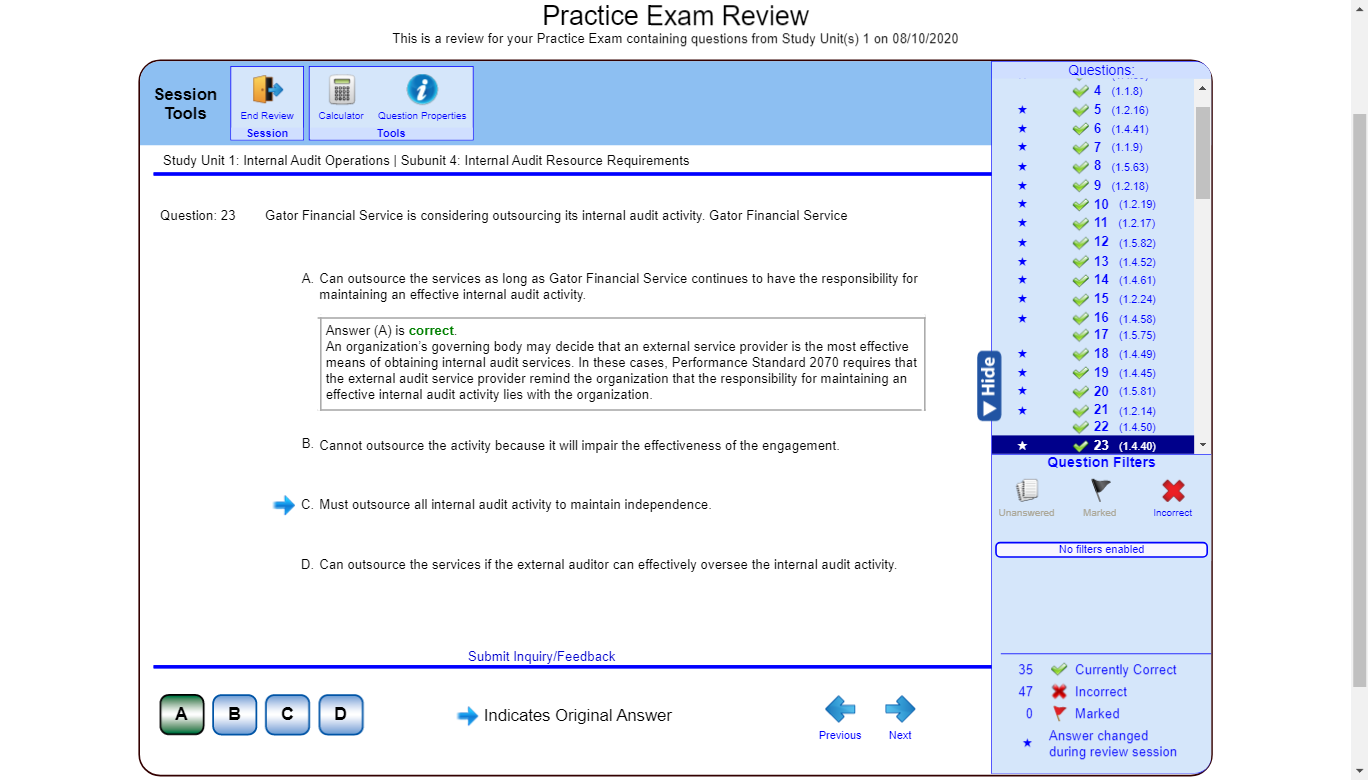 Practice Exam Review
This is a review for your Practice Exam containing questions from Study Unit(s) 1 on 08/10/2020
Session Tools
End Review
Session
Calculator
Question Properties
Tools
Study Unit 1: Internal Audit Operations | Subunit 4: Internal Audit Resource Requirements
Question: 23
Gator Financial Service is considering outsourcing its internal audit activity. Gator Financial Service
A. Can outsource the services as long as Gator Financial Service continues to have the responsibility for
maintaining an effective internal audit activity.
Answer (A) is correct.
An organization's governing body may decide that an external service provider is the most effective
means of obtaining internal audit services. In these cases, Performance Standard 2070 requires that
the external audit service provider remind the organization that the responsibility for maintaining an
effective internal audit activity lies with the organization.
B. Cannot outsource the activity because it will impair the effectiveness of the engagement.
C. Must outsource all internal audit activity to maintain independence.
D. Can outsource the services if the external auditor can effectively oversee the internal audit activity.
Submit Inquiry/Feedback
A
B
C
D
Indicates Original Answer
Previous
Next
Questions:
4 (1.1.8)
5 (1.2.16)
6 (1.4.41)
7 (1.1.9)
8 (1.5.63)
9 (1.2.18)
10 (1.2.19)
11 (1.2.17)
12 (1.5.82)
13 (1.4.52)
14 (1.4.61)
15 (1.2.24)
16 (1.4.58)
17 (1.5.75)
18 (1.4.49)
19 (1.4.45)
20 (1.5.81)
21 (1.2.14)
22 (1.4.50)
23 (1.4.40)
Hide
Question Filters
Unanswered
Marked
Incorrect
No filters enabled
35 Currently Correct
47 Incorrect
0 Marked
Answer changed
during review session